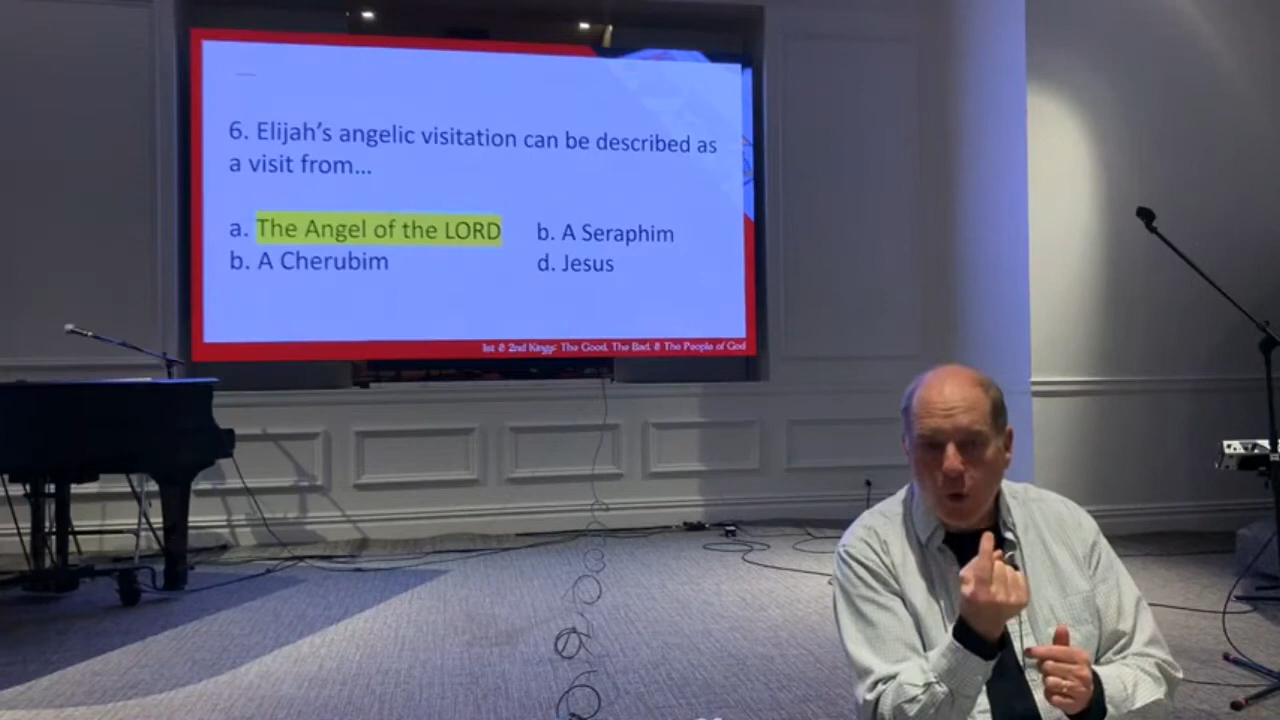 6. Elijah’s angelic visitation can be described as
a visit from...
a. The Angel of the LORD b. A Seraphim
b. A Cherubim d. Jesus
1st & 2nd Kings: The Good, The Bad, & The People of God